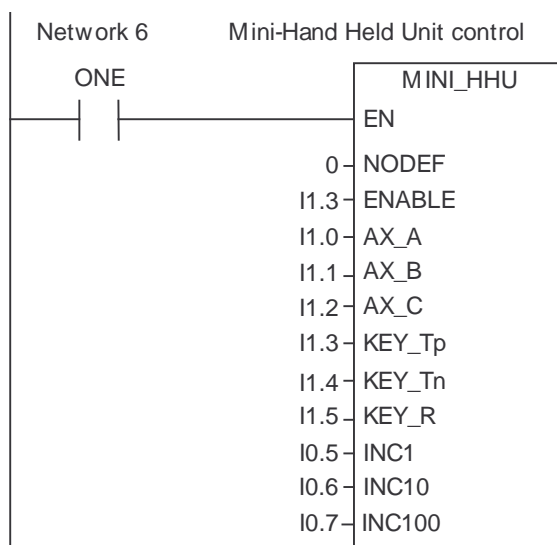 Network 6 Mini-Hand Held Unit control
ONE MINI_HHU
EN
0 NODEF
I1.3 ENABLE
I1.0 AX_A
I1.1 AX_B
I1.2 AX_C
I1.3 KEY_Tp
I1.4 KEY_Tn
I1.5 KEY_R
I0.5 INC1
I0.6 INC10
I0.7 INC100